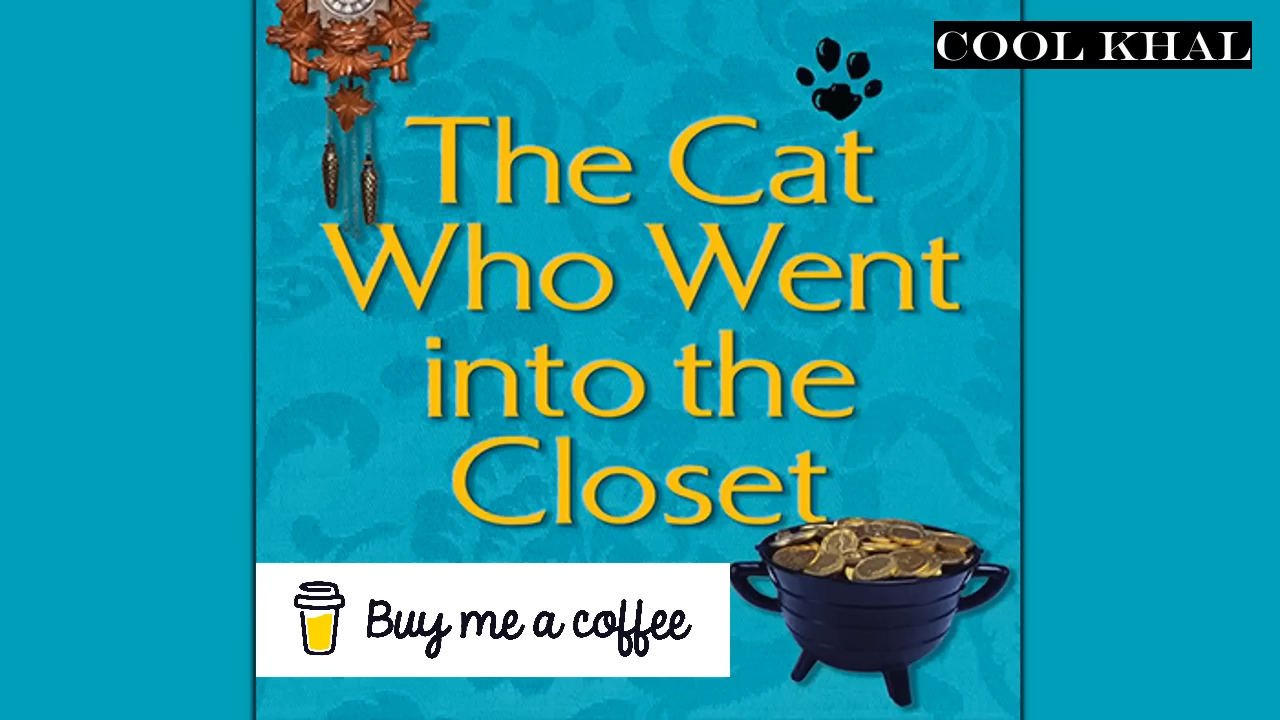 COOL KHAL
The Cat
Who Went
into the
Closet
Buy me a coffee